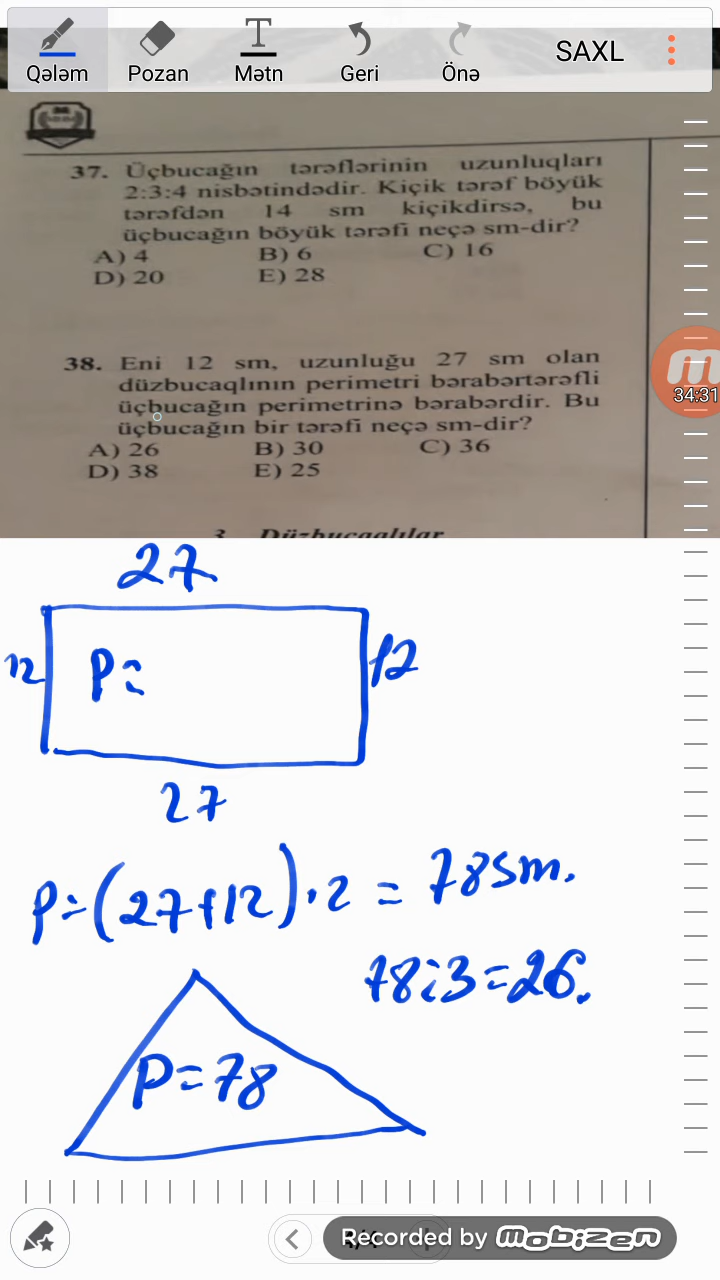 Qələm Pozan Mətn Geri Önə SAXL
37. Üçbucağın tərəflərinin uzunluqları
2:3:4 nisbətindədir. Kiçik tərəf böyük
tərəfdən 14 sm kiçikdirsə, bu
üçbucağın böyük tərəfi neçə sm-dir?
A) 4 B) 6 C) 16
D) 20 E) 28
34:31
38. Eni 12 sm, uzunluğu 27 sm olan
düzbucaqlının perimetri bərabərtərəfli
üçbucağın perimetrinə bərabərdir. Bu
üçbucağın bir tərəfi neçə sm-dir?
A) 26 B) 30 C) 36
D) 38 E) 25
3. Düzbucaqlılar
27
12 P= 12
27
P=(27+12)·2 = 78sm.
78:3=26.
P=78
Recorded by mobizen